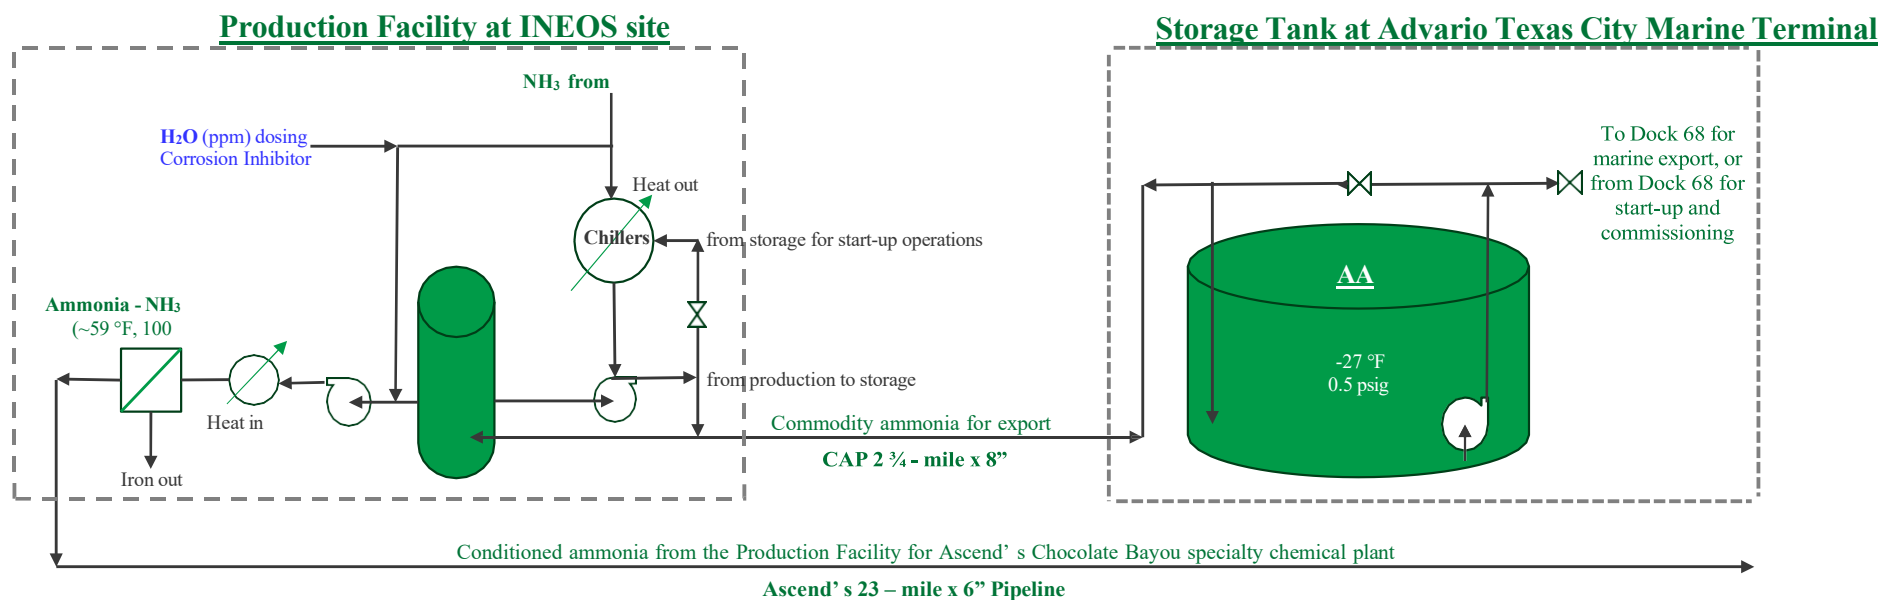 Production Facility at INEOS site
Storage Tank at Advario Texas City Marine Terminal
NH₃ from
H₂O (ppm) dosing
Corrosion Inhibitor
Heat out
Chillers
from storage for start-up operations
To Dock 68 for
marine export, or
from Dock 68 for
start-up and
commissioning
AA
Ammonia - NH₃
(~59 °F, 100
-27 °F
0.5 psig
from production to storage
Heat in
Commodity ammonia for export
CAP 2 ¾ - mile x 8”
Iron out
Conditioned ammonia from the Production Facility for Ascend’ s Chocolate Bayou specialty chemical plant
Ascend’ s 23 – mile x 6” Pipeline